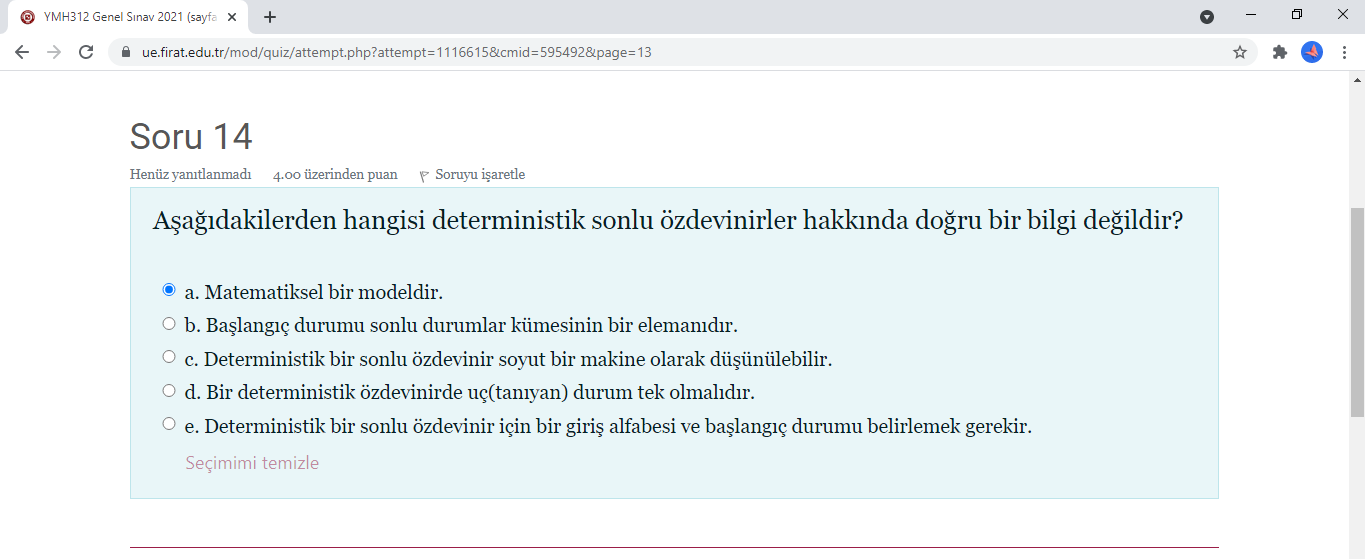 YMH312 Genel Sınav 2021 (sayfa
ue.firat.edu.tr/mod/quiz/attempt.php?attempt=1116615&cmid=595492&page=13
Soru 14
Henüz yanıtlanmadı 4.00 üzerinden puan Soruyu işaretle
Aşağıdakilerden hangisi deterministik sonlu özdevinirler hakkında doğru bir bilgi değildir?
a. Matematiksel bir modeldir.
b. Başlangıç durumu sonlu durumlar kümesinin bir elemanıdır.
c. Deterministik bir sonlu özdevinir soyut bir makine olarak düşünülebilir.
d. Bir deterministik özdevinirde uç(tanıyan) durum tek olmalıdır.
e. Deterministik bir sonlu özdevinir için bir giriş alfabesi ve başlangıç durumu belirlemek gerekir.
Seçimimi temizle